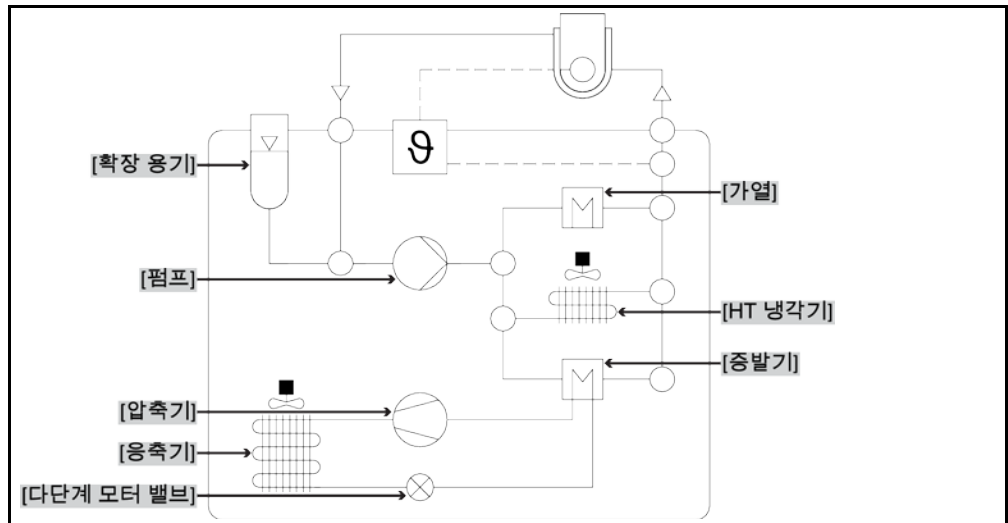 [확장 용기]
ϑ
[가열]
[펌프]
[HT 냉각기]
[증발기]
[압축기]
[응축기]
[다단계 모터 밸브]